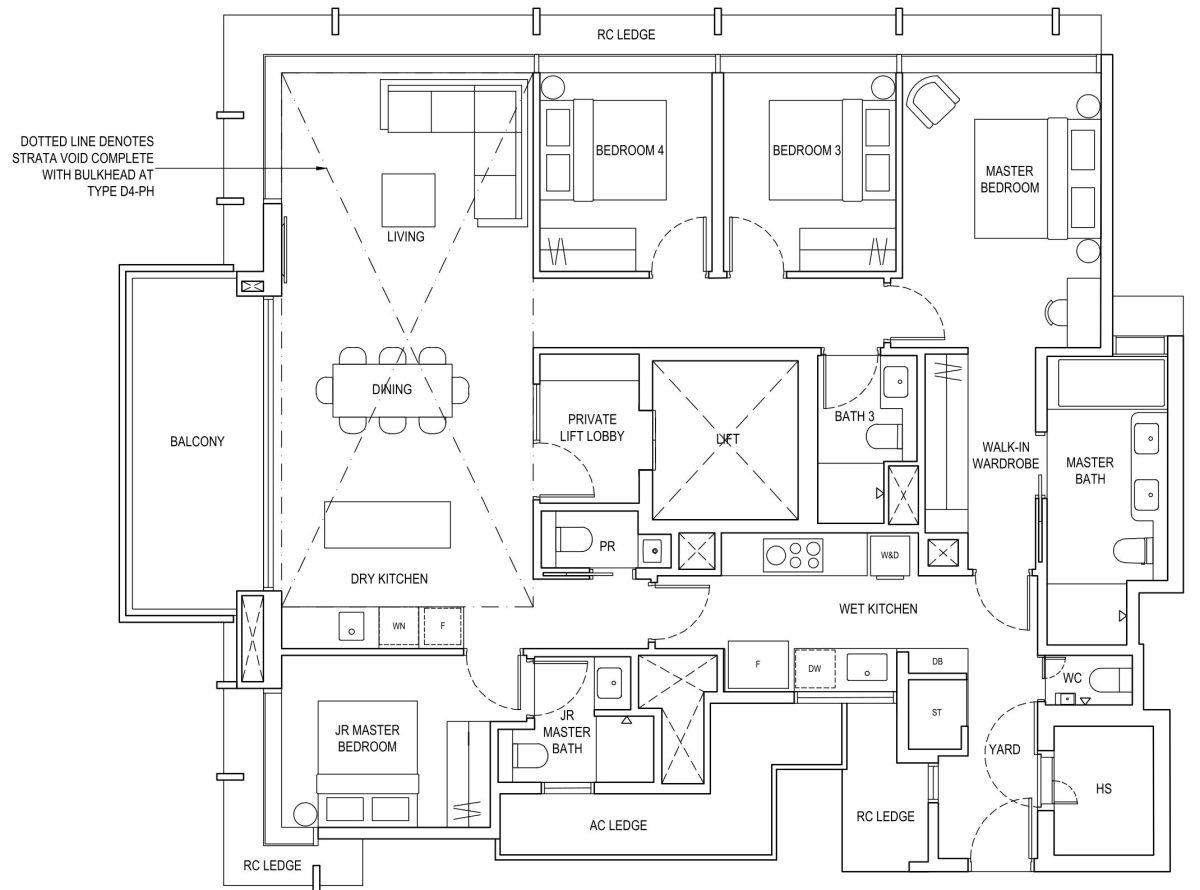 RC LEDGE
DOTTED LINE DENOTES
STRATA VOID COMPLETE
WITH BULKHEAD AT
TYPE D4-PH
BEDROOM 4
BEDROOM 3
MASTER
BEDROOM
LIVING
DINING
BALCONY
PRIVATE
LIFT LOBBY
LIFT
BATH 3
WALK-IN
WARDROBE
MASTER
BATH
PR
W&D
DRY KITCHEN
WET KITCHEN
WN
F
F
DW
DB
WC
ST
JR MASTER
BEDROOM
JR
MASTER
BATH
YARD
HS
AC LEDGE
RC LEDGE
RC LEDGE